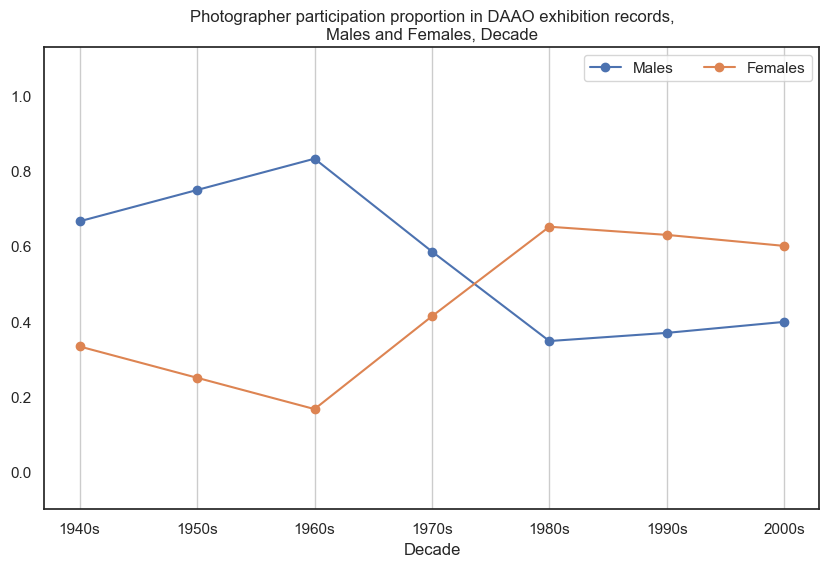 Photographer participation proportion in DAAO exhibition records,
Males and Females, Decade
Males
Females
1.0
0.8
0.6
0.4
0.2
0.0
1940s
1950s
1960s
1970s
1980s
1990s
2000s
Decade